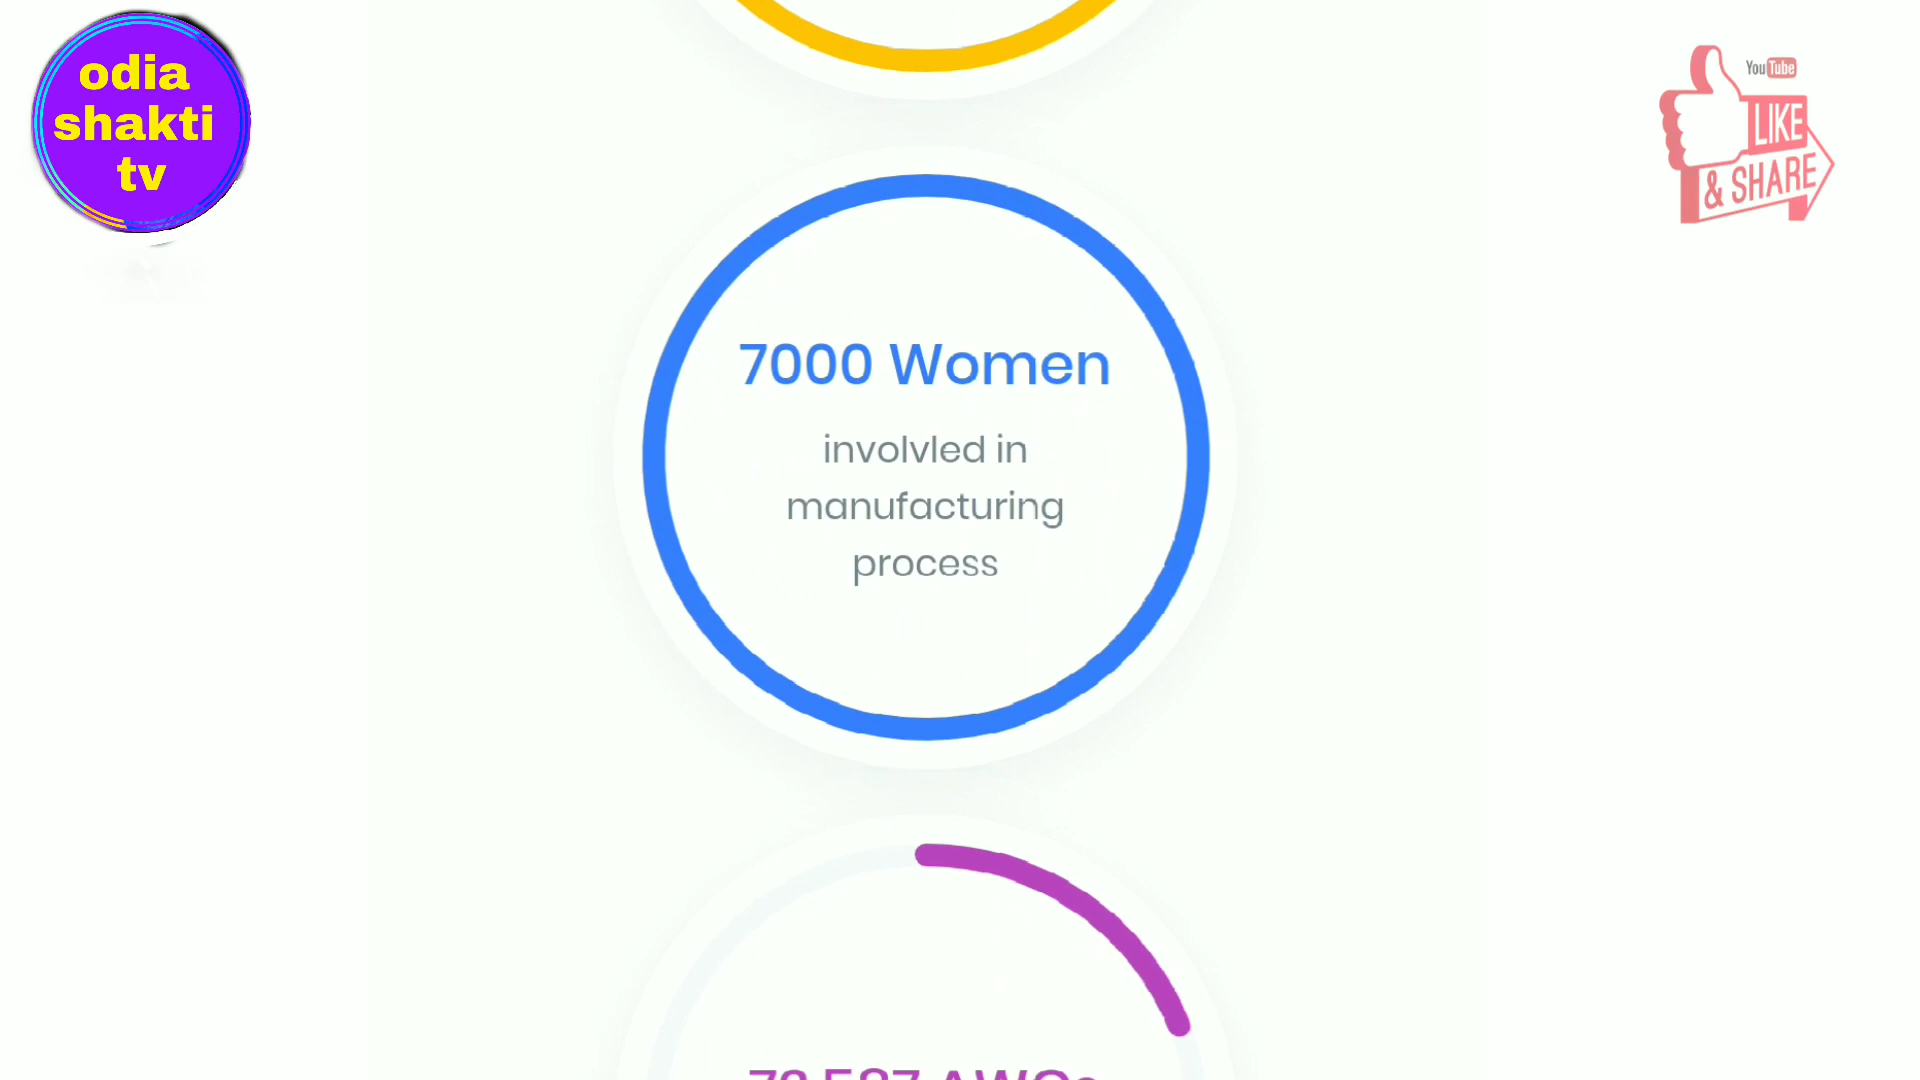 odia
shakti
tv
YouTube
LIKE
& SHARE
7000 Women
involvled in
manufacturing
process